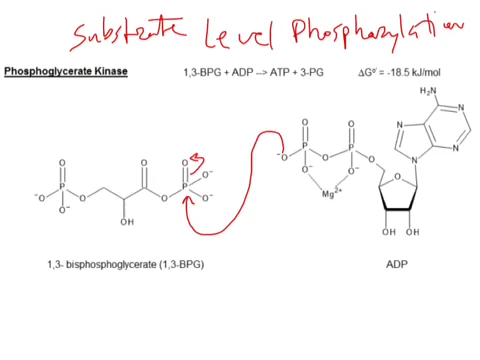 Substrate Level Phosphorylation
Phosphoglycerate Kinase
1,3-BPG + ADP --> ATP + 3-PG
ΔG°' = -18.5 kJ/mol
H₂N
N
N
N
N
O
O
O
O
O
P
O⁻
O⁻
⁻O
P
O
O⁻
OH
O
P
O⁻
O⁻
⁻O
P
O
P
O
O⁻
O⁻
Mg²⁺
O
OH
OH
1,3- bisphosphoglycerate (1,3-BPG)
ADP